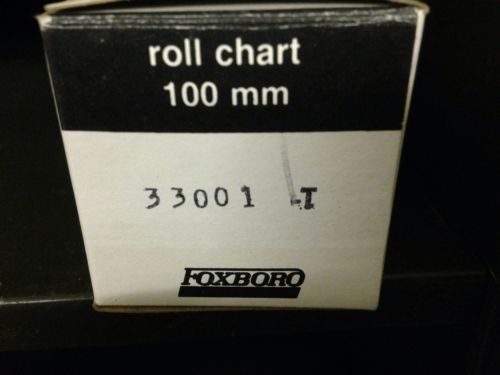 roll chart
100 mm
33001 -I
FOXBORO